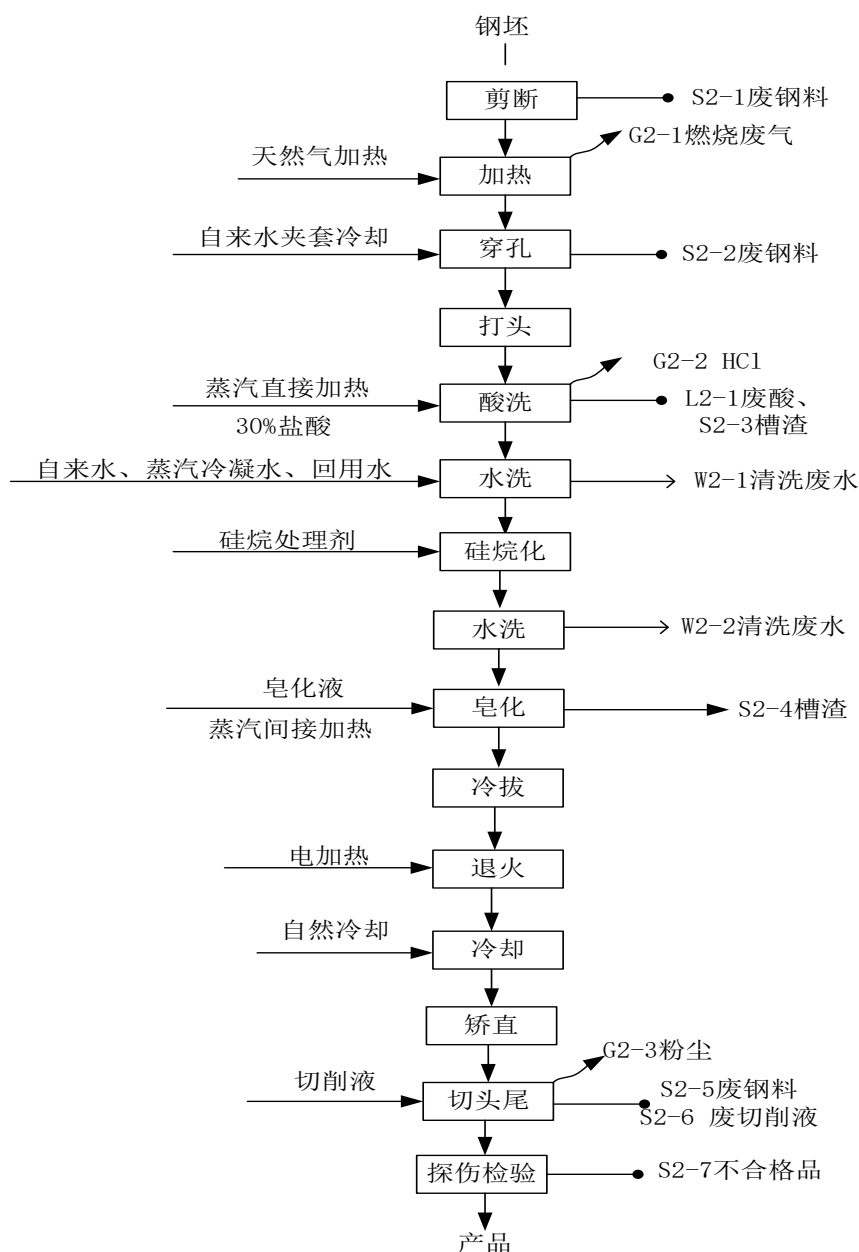 钢坯
剪断
S2-1废钢料
G2-1燃烧废气
天然气加热
加热
自来水夹套冷却
穿孔
S2-2废钢料
打头
G2-2 HCl
蒸汽直接加热
酸洗
L2-1废酸、
30%盐酸
S2-3槽渣
自来水、蒸汽冷凝水、回用水
水洗
W2-1清洗废水
硅烷处理剂
硅烷化
水洗
W2-2清洗废水
皂化液
皂化
S2-4槽渣
蒸汽间接加热
冷拔
电加热
退火
自然冷却
冷却
矫直
G2-3粉尘
切削液
切头尾
S2-5废钢料
S2-6 废切削液
探伤检验
S2-7不合格品
产品